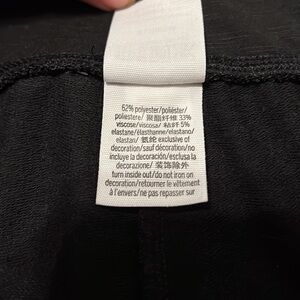 62% polyester/poliéster/
poliestere/ 聚酯纤维 33%
viscose/viscosa/ 粘纤 5%
elastane/élasthanne/elastano/
elastan/ 氨纶 exclusive of
decoration/sauf décoration/no
incluye la decoración/esclusa la
decorazione/ 装饰除外
turn inside out/do not iron on
decoration/retourner le vêtement
à l'envers/ne pas repasser sur